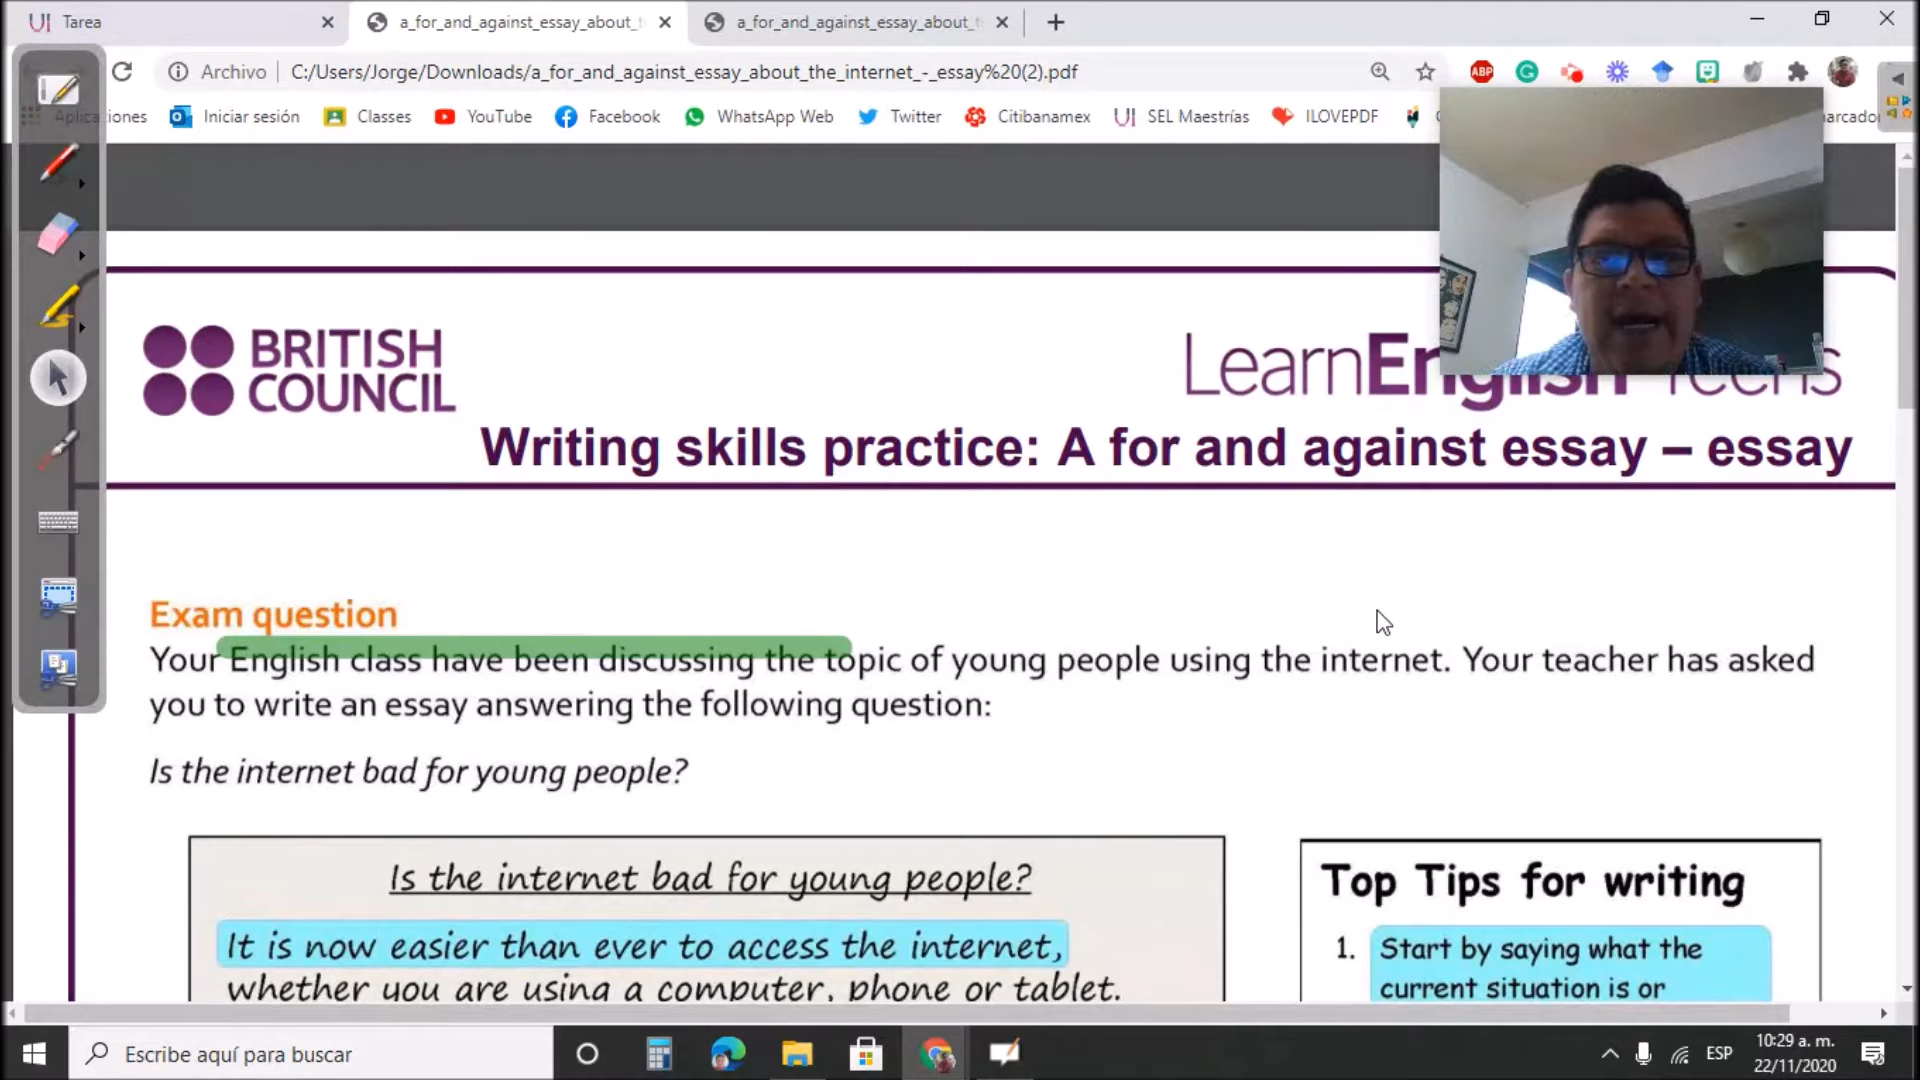 Tarea
a_for_and_against_essay_about_t
a_for_and_against_essay_about_t
Archivo C:/Users/Jorge/Downloads/a_for_and_against_essay_about_the_internet_-_essay%20(2).pdf
ABP
Aplicaciones Iniciar sesión Classes YouTube Facebook WhatsApp Web Twitter Citibanamex SEL Maestrías ILOVEPDF
BRITISH
COUNCIL
LearnEnglish Teens
Writing skills practice: A for and against essay – essay
Exam question
Your English class have been discussing the topic of young people using the internet. Your teacher has asked
you to write an essay answering the following question:
Is the internet bad for young people?
Is the internet bad for young people?
It is now easier than ever to access the internet,
whether you are using a computer, phone or tablet.
Top Tips for writing
1. Start by saying what the
current situation is or
Escribe aquí para buscar
ESP
10:29 a. m.
22/11/2020